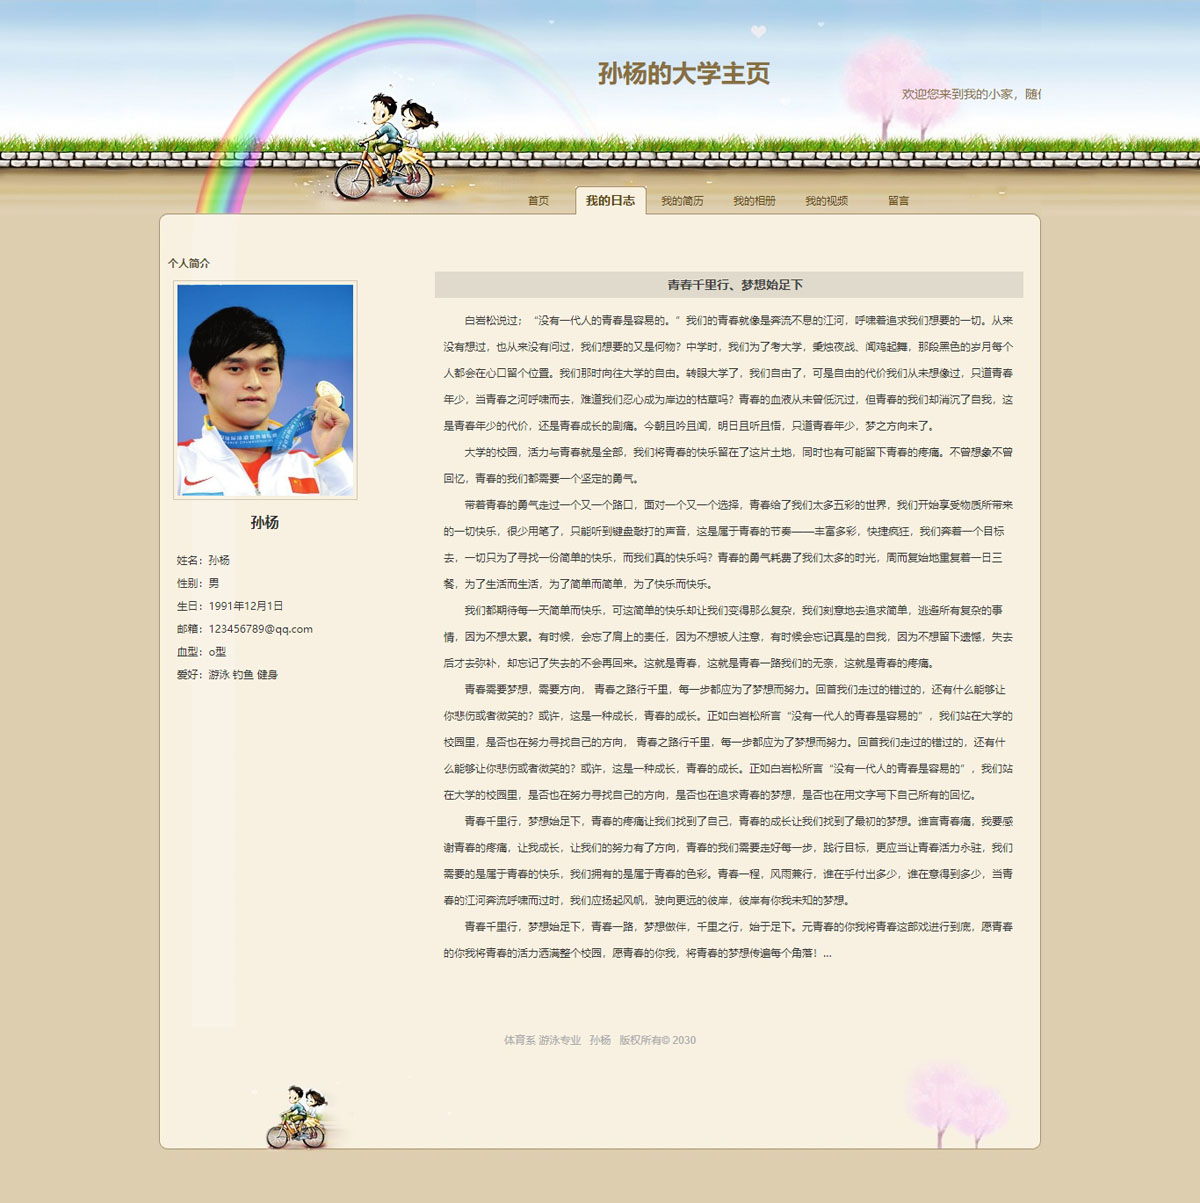 孙杨的大学主页
欢迎您来到我的小家，随
首页 我的日志 我的简历 我的相册 我的视频 留言
个人简介
孙杨
姓名：孙杨
性别：男
生日：1991年12月1日
邮箱：123456789@qq.com
血型：o型
爱好：游泳 钓鱼 健身
青春千里行、梦想始足下
白岩松说过；“没有一代人的青春是容易的。”我们的青春就像是奔流不息的江河，呼啸着追求我们想要的一切。从来
没有想过，也从来没有问过，我们想要的又是何物？中学时，我们为了考大学，秉烛夜战、闻鸡起舞，那段黑色的岁月每个
人都会在心口留个位置。我们那时向往大学的自由。转眼大学了，我们自由了，可是自由的代价我们从未想像过，只道青春
年少，当青春之河呼啸而去，难道我们忍心成为岸边的枯草吗？青春的血液从未曾低沉过，但青春的我们却消沉了自我，这
是青春年少的代价，还是青春成长的剧痛。今朝且吟且闻，明日且听且悟，只道青春年少，梦之方向未了。
大学的校园，活力与青春就是全部，我们将青春的快乐留在了这片土地，同时也有可能留下青春的疼痛。不曾想象不曾
回忆，青春的我们都需要一个坚定的勇气。
带着青春的勇气走过一个又一个路口，面对一个又一个选择，青春给了我们太多五彩的世界，我们开始享受物质所带来
的一切快乐，很少用笔了，只能听到键盘敲打的声音，这是属于青春的节奏——丰富多彩，快捷疯狂，我们奔着一个目标
去，一切只为了寻找一份简单的快乐，而我们真的快乐吗？青春的勇气耗费了我们太多的时光，周而复始地重复着一日三
餐，为了生活而生活，为了简单而简单，为了快乐而快乐。
我们都期待每一天简单而快乐，可这简单的快乐却让我们变得那么复杂，我们刻意地去追求简单，逃避所有复杂的事
情，因为不想太累。有时候，会忘了肩上的责任，因为不想被人注意，有时候会忘记真是的自我，因为不想留下遗憾，失去
后才去弥补，却忘记了失去的不会再回来。这就是青春，这就是青春一路我们的无奈，这就是青春的疼痛。
青春需要梦想，需要方向， 青春之路行千里，每一步都应为了梦想而努力。回首我们走过的错过的，还有什么能够让
你悲伤或者微笑的？或许，这是一种成长，青春的成长。正如白岩松所言“没有一代人的青春是容易的”，我们站在大学的
校园里，是否也在努力寻找自己的方向， 青春之路行千里，每一步都应为了梦想而努力。回首我们走过的错过的，还有什
么能够让你悲伤或者微笑的？或许，这是一种成长，青春的成长。正如白岩松所言“没有一代人的青春是容易的”，我们站
在大学的校园里，是否也在努力寻找自己的方向，是否也在追求青春的梦想，是否也在用文字写下自己所有的回忆。
青春千里行，梦想始足下，青春的疼痛让我们找到了自己，青春的成长让我们找到了最初的梦想。谁言青春痛，我要感
谢青春的疼痛，让我成长，让我们的努力有了方向，青春的我们需要走好每一步，践行目标，更应当让青春活力永驻，我们
需要的是属于青春的快乐，我们拥有的是属于青春的色彩。青春一程，风雨兼行，谁在乎付出多少，谁在意得到多少，当青
春的江河奔流呼啸而过时，我们应扬起风帆，驶向更远的彼岸，彼岸有你我未知的梦想。
青春千里行，梦想始足下，青春一路，梦想做伴，千里之行，始于足下。元青春的你我将青春这部戏进行到底，愿青春
的你我将青春的活力洒满整个校园，愿青春的你我，将青春的梦想传遍每个角落！...
体育系 游泳专业 孙杨 版权所有© 2030